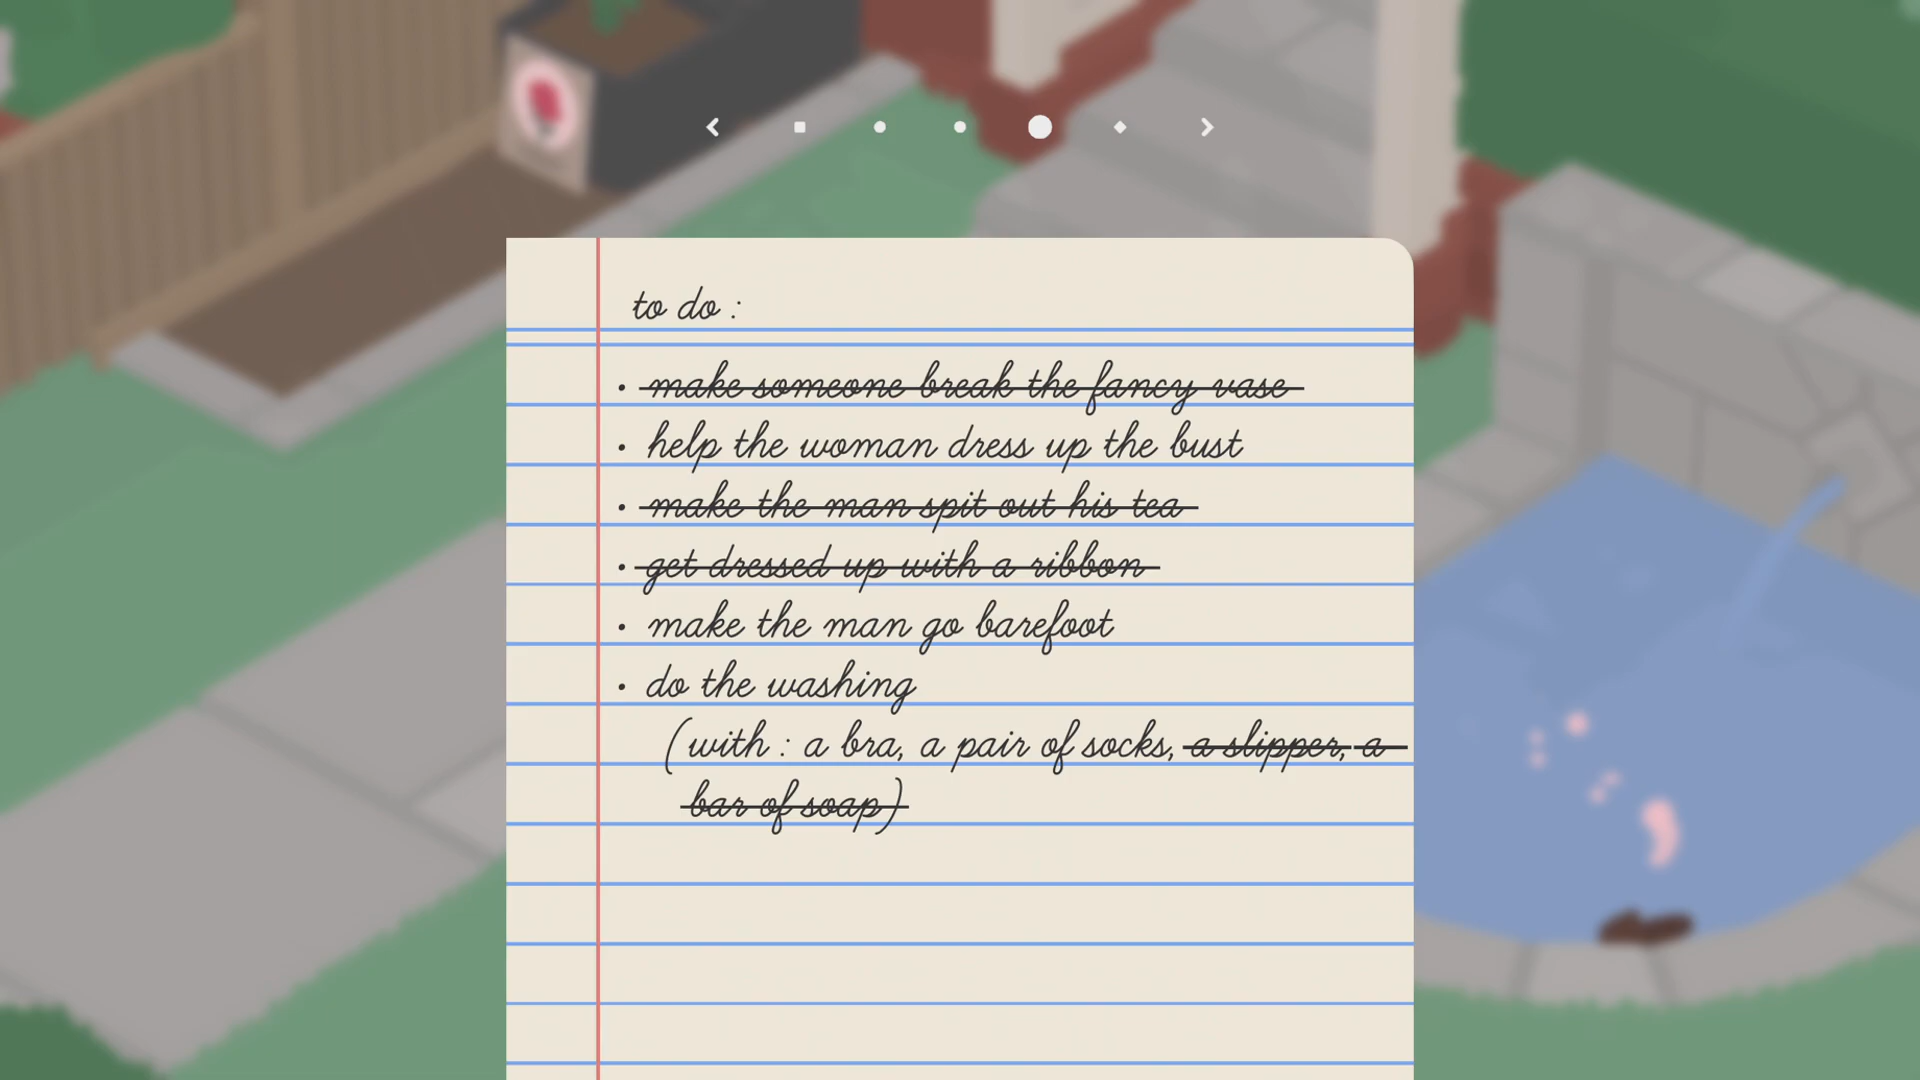 to do :
• make someone break the fancy vase
• help the woman dress up the bust
• make the man spit out his tea
• get dressed up with a ribbon
• make the man go barefoot
• do the washing
(with : a bra, a pair of socks, a slipper, a
bar of soap)